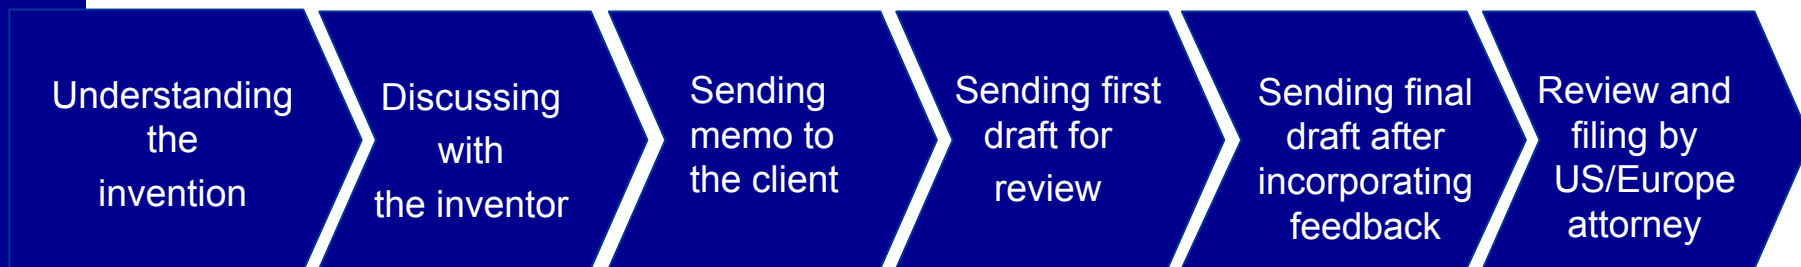 Understanding
the
invention
Discussing
with
the inventor
Sending
memo to
the client
Sending first
draft for
review
Sending final
draft after
incorporating
feedback
Review and
filing by
US/Europe
attorney